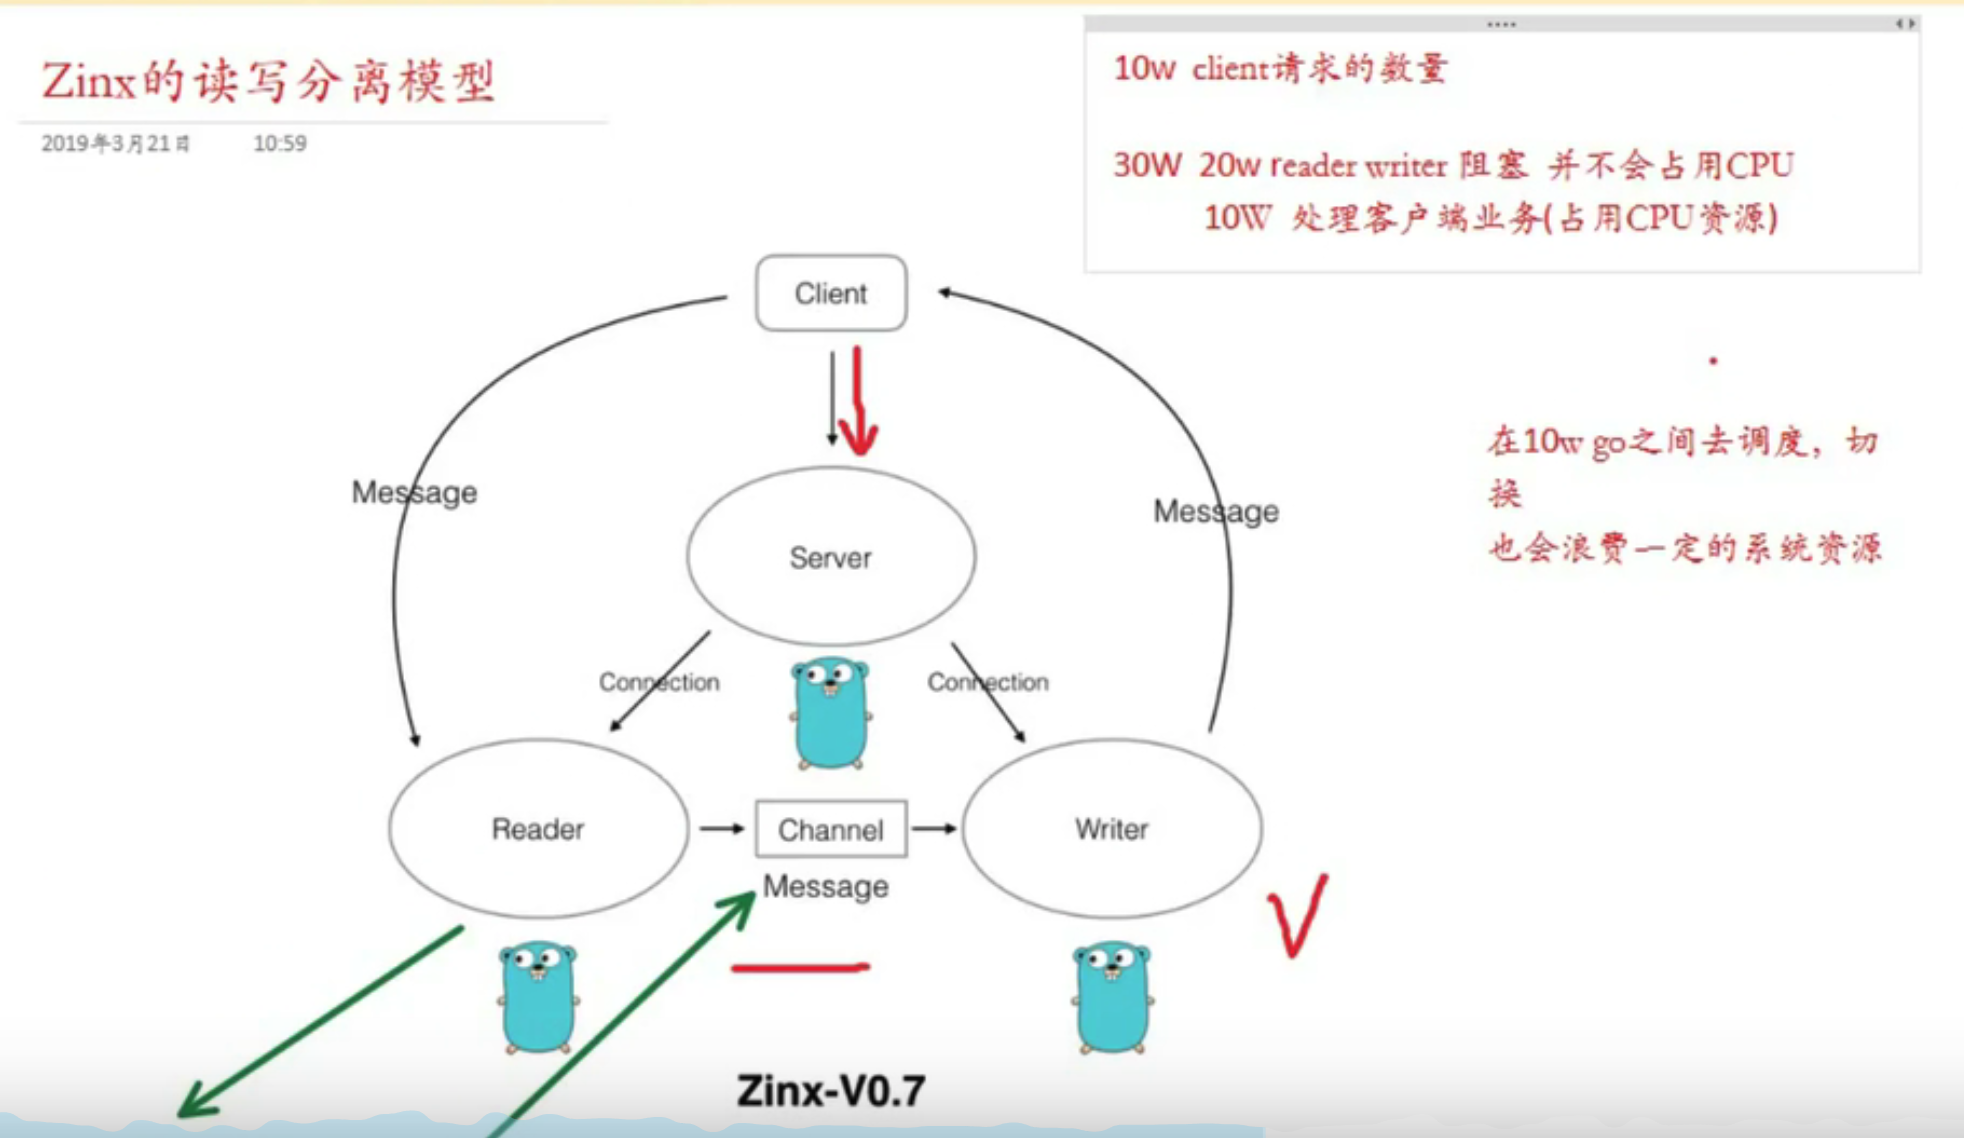 Zinx的读写分离模型
2019年3月21日 10:59
10w client请求的数量
30W 20w reader writer 阻塞 并不会占用CPU
10W 处理客户端业务(占用CPU资源)
Client
在10w go之间去调度，切
换
也会浪费一定的系统资源
Message
Message
Server
Connection
Connection
Reader
Channel
Writer
Message
Zinx-V0.7